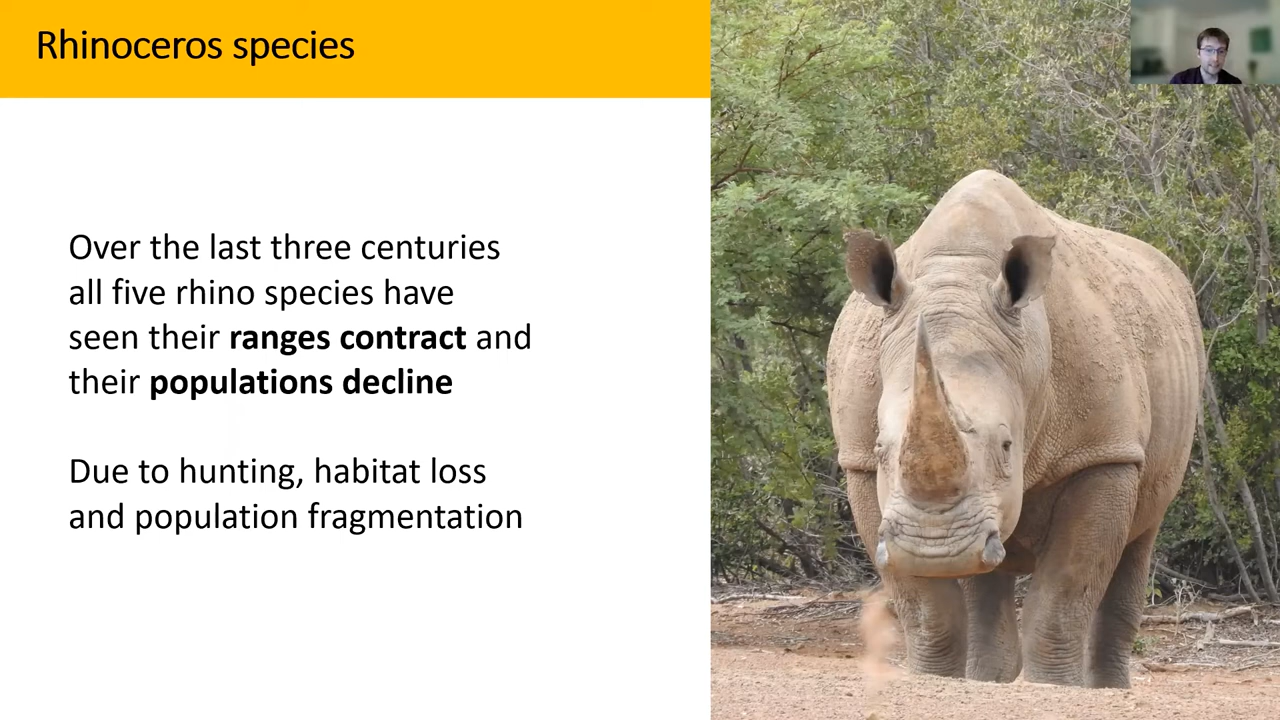 Rhinoceros species
Over the last three centuries
all five rhino species have
seen their ranges contract and
their populations decline
Due to hunting, habitat loss
and population fragmentation